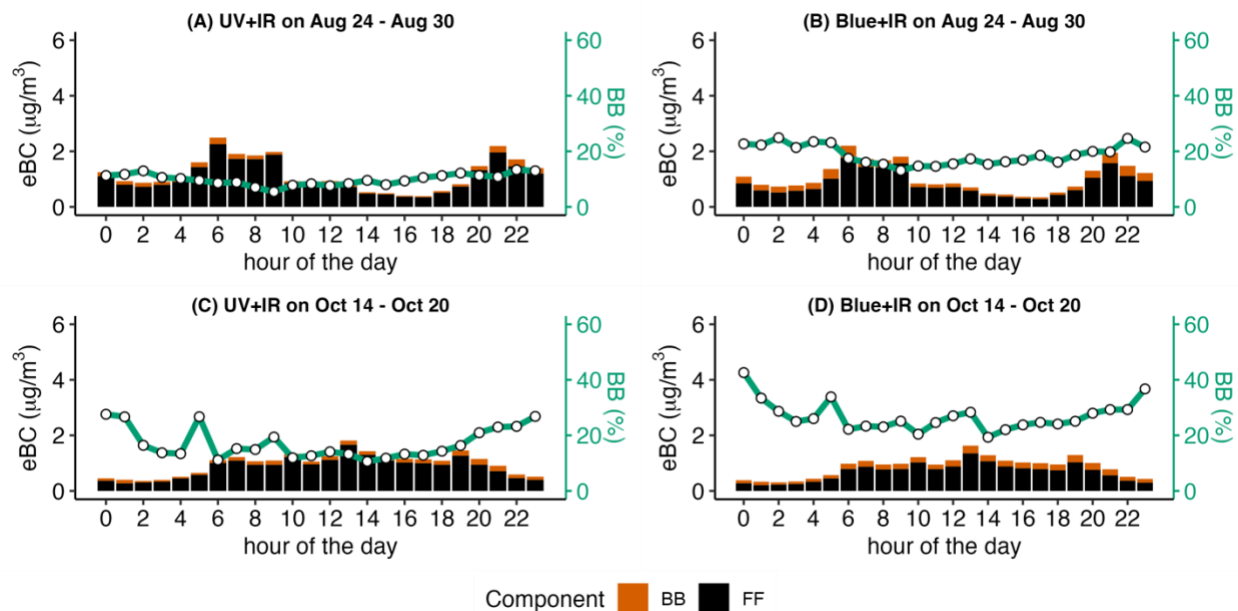 (A) UV+IR on Aug 24 - Aug 30
6
4
2
0
eBC (μg/m³)
60
40
20
0
BB (%)
0 2 4 6 8 10 12 14 16 18 20 22
hour of the day
(B) Blue+IR on Aug 24 - Aug 30
6
4
2
0
eBC (μg/m³)
60
40
20
0
BB (%)
0 2 4 6 8 10 12 14 16 18 20 22
hour of the day
(C) UV+IR on Oct 14 - Oct 20
6
4
2
0
eBC (μg/m³)
60
40
20
0
BB (%)
0 2 4 6 8 10 12 14 16 18 20 22
hour of the day
(D) Blue+IR on Oct 14 - Oct 20
6
4
2
0
eBC (μg/m³)
60
40
20
0
BB (%)
0 2 4 6 8 10 12 14 16 18 20 22
hour of the day
Component BB FF